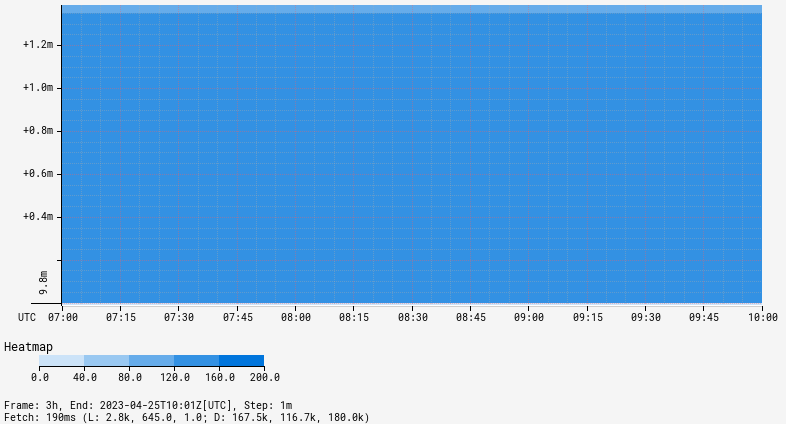 +1.2m
+1.0m
+0.8m
+0.6m
+0.4m
9.8m
UTC 07:00 07:15 07:30 07:45 08:00 08:15 08:30 08:45 09:00 09:15 09:30 09:45 10:00
Heatmap
0.0 40.0 80.0 120.0 160.0 200.0
Frame: 3h, End: 2023-04-25T10:01Z[UTC], Step: 1m
Fetch: 190ms (L: 2.8k, 645.0, 1.0; D: 167.5k, 116.7k, 180.0k)